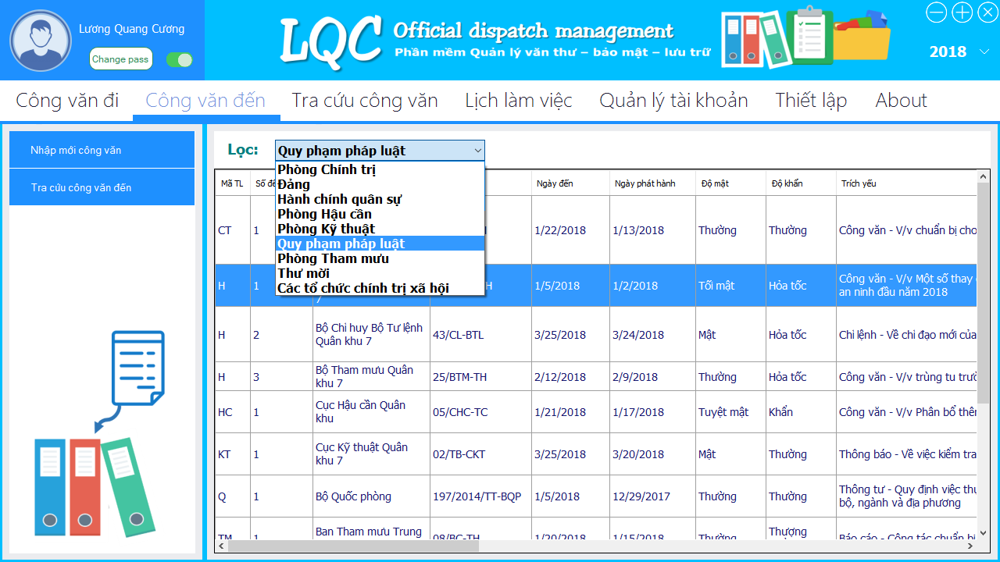 Lương Quang Cương
Change pass
LQC Official dispatch management
Phần mềm Quản lý văn thư – bảo mật – lưu trữ
2018
Công văn đi Công văn đến Tra cứu công văn Lịch làm việc Quản lý tài khoản Thiết lập About
Nhập mới công văn
Tra cứu công văn đến
Lọc: Quy phạm pháp luật
Phòng Chính trị
Đảng
Hành chính quân sự
Phòng Hậu cần
Phòng Kỹ thuật
Quy phạm pháp luật
Phòng Tham mưu
Thư mời
Các tổ chức chính trị xã hội
Mã TL Ngày đến Ngày phát hành Độ mật Độ khẩn Trích yếu
CT 1 1/22/2018 1/13/2018 Thường Thường Công văn - V/v chuẩn bị cho
H 1 7 1/5/2018 1/2/2018 Tối mật Hỏa tốc Công văn - V/v Một số thay
an ninh đầu năm 2018
H 2 Bộ Chỉ huy Bộ Tư lệnh
Quân khu 7 43/CL-BTL 3/25/2018 3/24/2018 Mật Hỏa tốc Chỉ lệnh - Về chỉ đạo mới của
H 3 Bộ Tham mưu Quân
khu 7 25/BTM-TH 2/12/2018 2/9/2018 Thường Hỏa tốc Công văn - V/v trùng tu
HC 1 Cục Hậu cần Quân
khu 05/CHC-TC 1/21/2018 1/17/2018 Tuyệt mật Khẩn Công văn - V/v Phân bổ
KT 1 Cục Kỹ thuật Quân
khu 7 02/TB-CKT 3/25/2018 3/20/2018 Mật Thường Thông báo - Về việc kiểm tra
Q 1 Bộ Quốc phòng 197/2014/TT-BQP 1/5/2018 12/29/2017 Thường Thường Thông tư - Quy định việc
bộ, ngành và địa phương
TM 1 Ban Tham mưu Trung
08/BC-TH 1/20/2018 1/15/2018 Thường Thượng Báo cáo - Công tác chuẩn bị